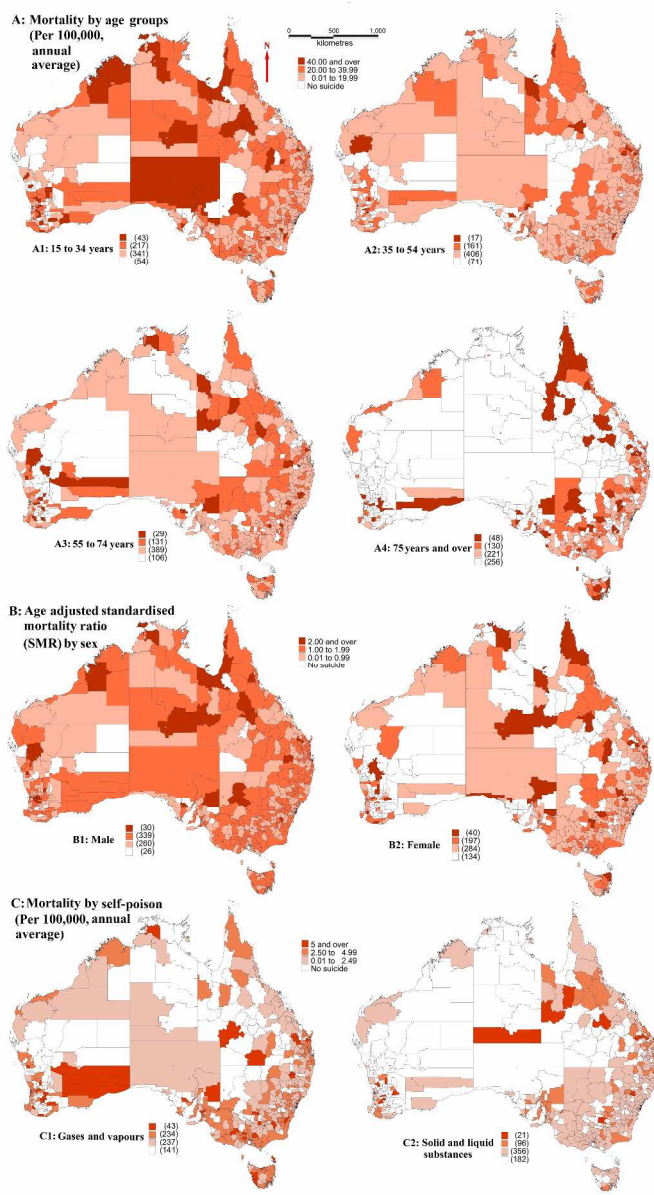 A: Mortality by age groups
(Per 100,000,
annual
average)
N
0 500 1,000
kilometres
40.00 and over
20.00 to 39.99
0.01 to 19.99
No suicide
A1: 15 to 34 years
(43)
(217)
(341)
(54)
A2: 35 to 54 years
(17)
(161)
(406)
(71)
A3: 55 to 74 years
(29)
(131)
(389)
(106)
A4: 75 years and over
(48)
(130)
(221)
(256)
B: Age adjusted standardised
mortality ratio
(SMR) by sex
2.00 and over
1.00 to 1.99
0.01 to 0.99
No suicide
B1: Male
(30)
(339)
(260)
(26)
B2: Female
(40)
(197)
(284)
(134)
C: Mortality by self-poison
(Per 100,000, annual
average)
5 and over
2.50 to 4.99
0.01 to 2.49
No suicide
C1: Gases and vapours
(43)
(234)
(237)
(141)
C2: Solid and liquid
substances
(21)
(96)
(356)
(182)